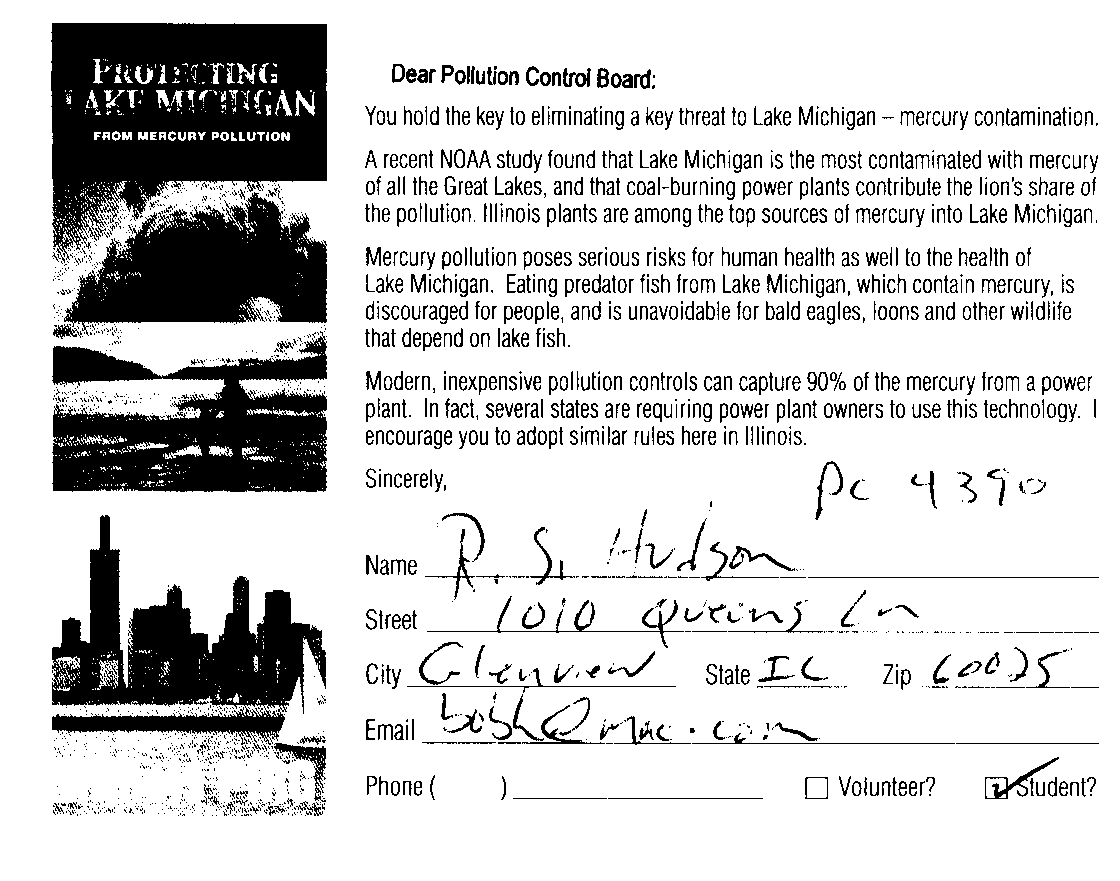 PROTECTING
LAKE MICHIGAN
FROM MERCURY POLLUTION
Dear Pollution Control Board:
You hold the key to eliminating a key threat to Lake Michigan – mercury contamination.
A recent NOAA study found that Lake Michigan is the most contaminated with mercury
of all the Great Lakes, and that coal-burning power plants contribute the lion's share of
the pollution. Illinois plants are among the top sources of mercury into Lake Michigan.
Mercury pollution poses serious risks for human health as well to the health of
Lake Michigan. Eating predator fish from Lake Michigan, which contain mercury, is
discouraged for people, and is unavoidable for bald eagles, loons and other wildlife
that depend on lake fish.
Modern, inexpensive pollution controls can capture 90% of the mercury from a power
plant. In fact, several states are requiring power plant owners to use this technology. I
encourage you to adopt similar rules here in Illinois.
Sincerely,
PC 4390
Name R. S. Hudson
Street 1010 Queens Ln
City Glenview State IL Zip 60025
Email bobh@mac.com
Phone ( ) Volunteer? Student?